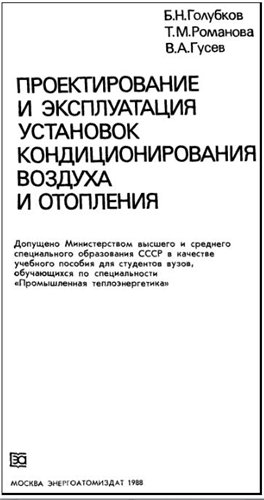 Б.Н.Голубков
Т.М.Романова
В.А.Гусев
ПРОЕКТИРОВАНИЕ
И ЭКСПЛУАТАЦИЯ
УСТАНОВОК
КОНДИЦИОНИРОВАНИЯ
ВОЗДУХА
И ОТОПЛЕНИЯ
Допущено Министерством высшего и среднего
специального образования СССР в качестве
учебного пособия для студентов вузов,
обучающихся по специальности
«Промышленная теплоэнергетика»
МОСКВА ЭНЕРГОАТОМИЗДАТ 1988